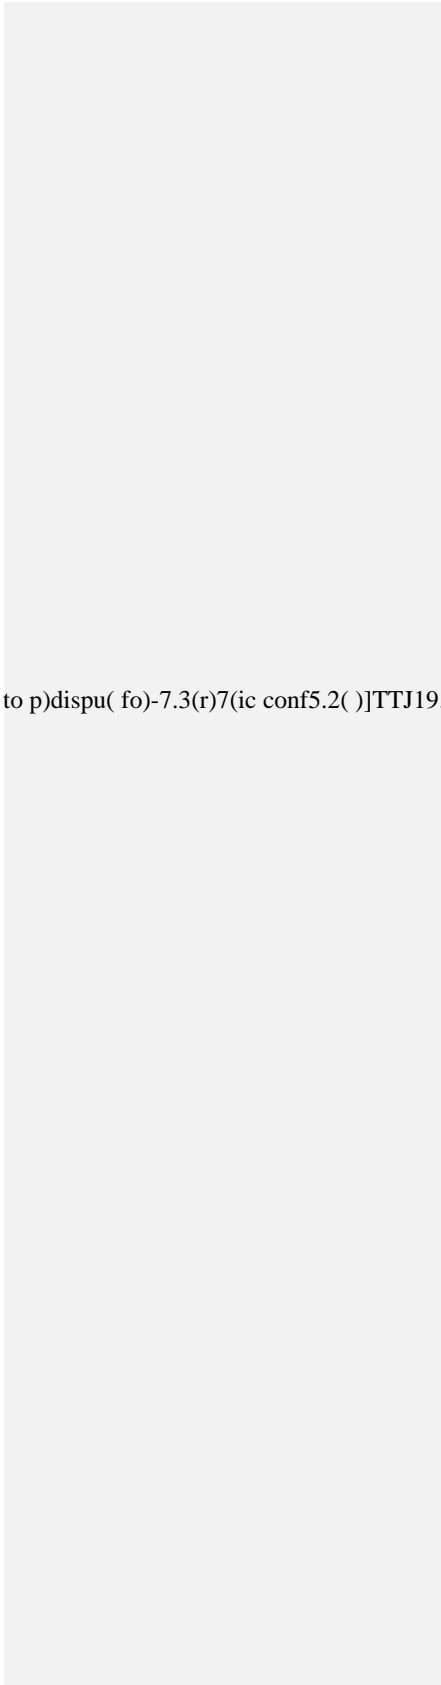 to p)dispu( fo)-7.3(r)7(ic conf5.2( )]TTJ19.